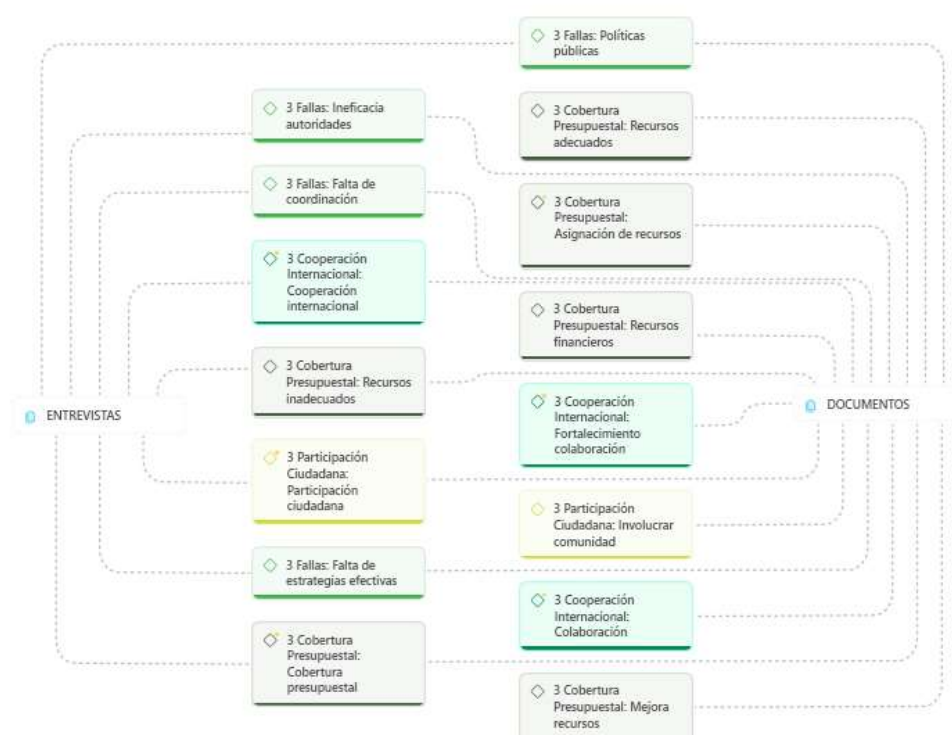 3 Fallas: Políticas
públicas
3 Fallas: Ineficacia
autoridades
3 Cobertura
Presupuestal: Recursos
adecuados
3 Fallas: Falta de
coordinación
3 Cobertura
Presupuestal:
Asignación de recursos
3 Cooperación
Internacional:
Cooperación
internacional
3 Cobertura
Presupuestal: Recursos
financieros
3 Cobertura
Presupuestal: Recursos
inadecuados
3 Cooperación
Internacional:
Fortalecimiento
colaboración
ENTREVISTAS
DOCUMENTOS
3 Participación
Ciudadana:
Participación
ciudadana
3 Participación
Ciudadana: Involucrar
comunidad
3 Fallas: Falta de
estrategias efectivas
3 Cooperación
Internacional:
Colaboración
3 Cobertura
Presupuestal:
Cobertura
presupuestal
3 Cobertura
Presupuestal: Mejora
recursos